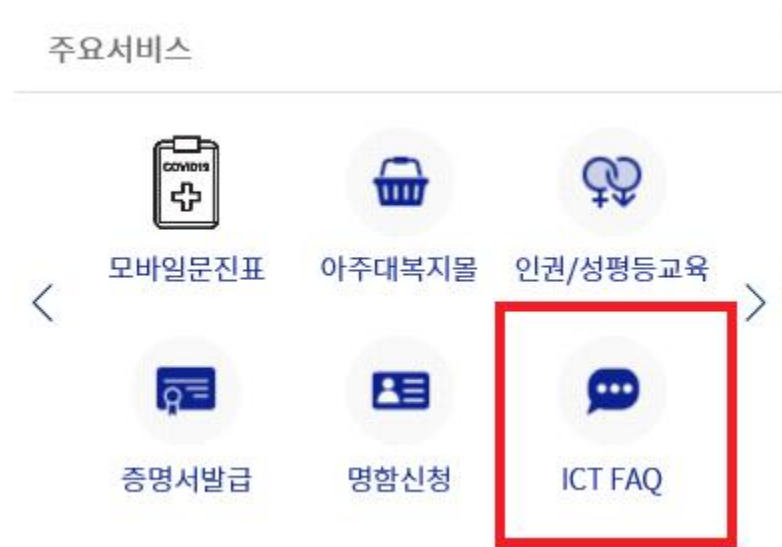 주요서비스
COVID19
모바일문진표
아주대복지몰
인권/성평등교육
증명서발급
명함신청
ICT FAQ